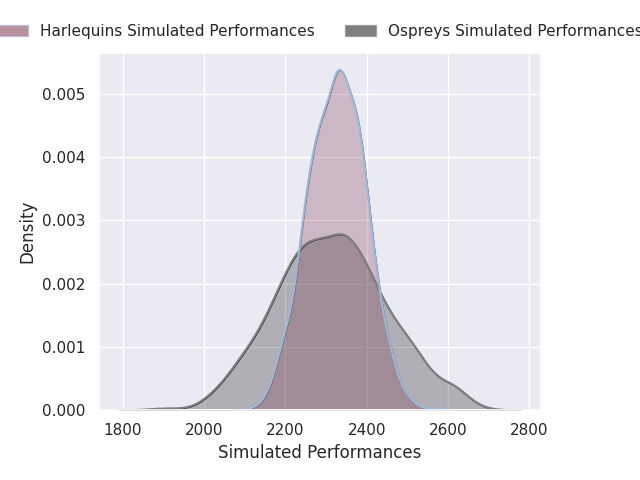 Harlequins Simulated Performances
Ospreys Simulated Performances
0.005
0.004
0.003
0.002
0.001
0.000
Density
1800 2000 2200 2400 2600 2800
Simulated Performances